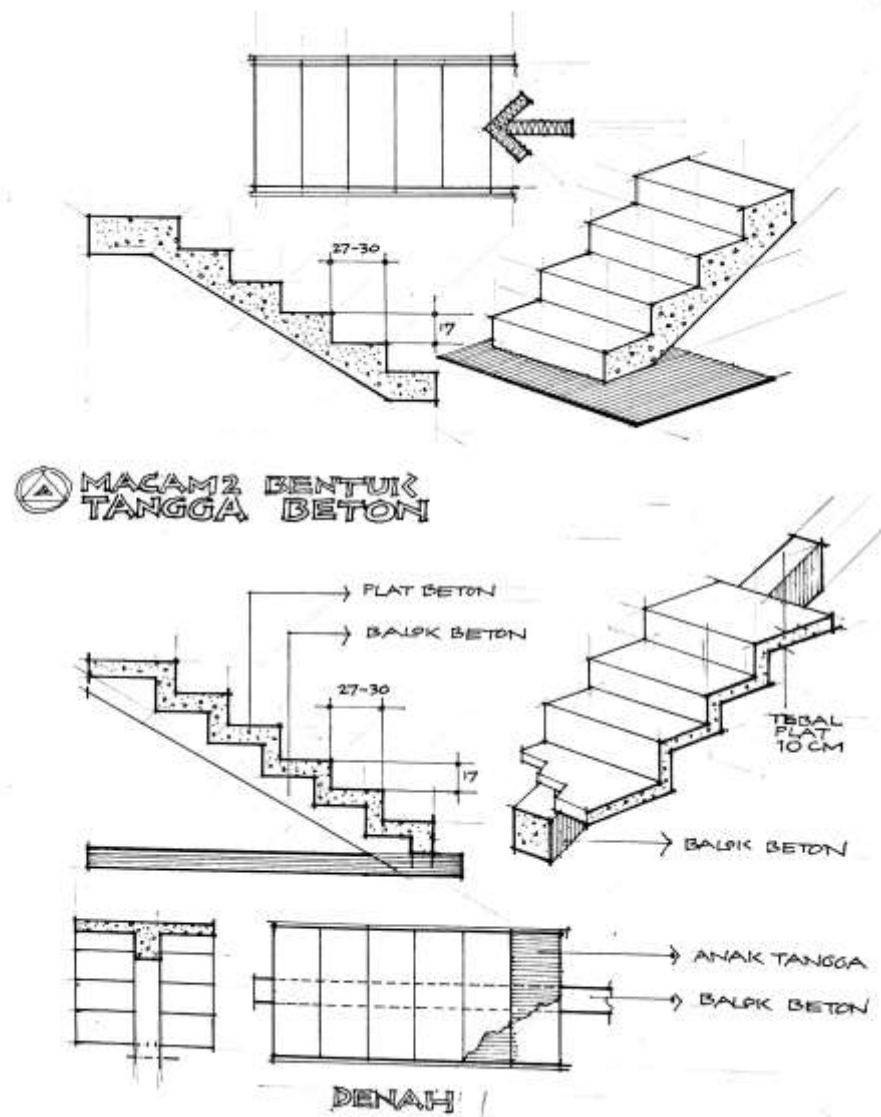 27-30
17
MACAM2 BENTUK
TANGGA BETON
PLAT BETON
BALOK BETON
27-30
17
TEBAL
PLAT
10 CM
BALOK BETON
ANAK TANGGA
BALOK BETON
DENAH